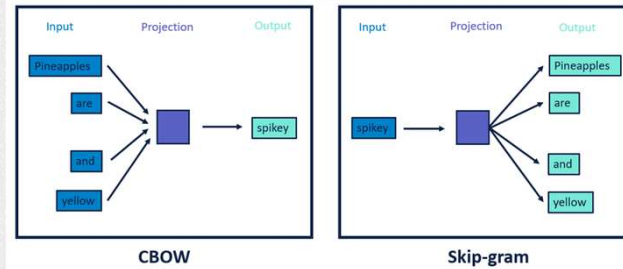 Input Projection Output
Pineapples
are
and
yellow
spikey
CBOW
Input Projection Output
spikey
Pineapples
are
and
yellow
Skip-gram